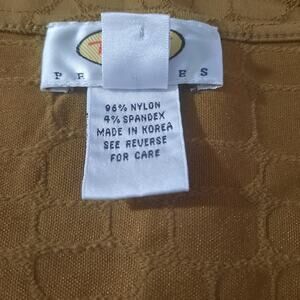 96% NYLON
4% SPANDEX
MADE IN KOREA
SEE REVERSE
FOR CARE